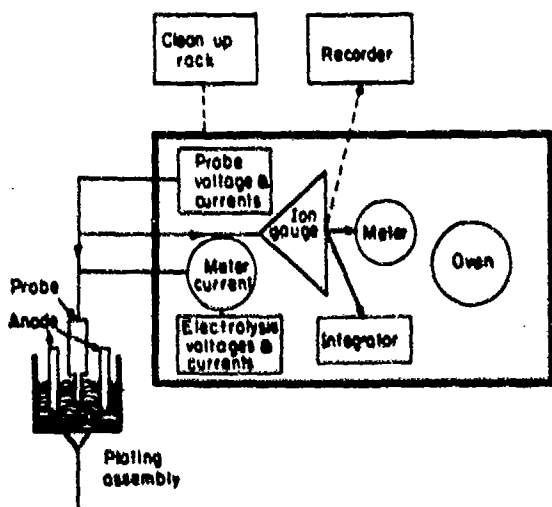 Clean up
rack
Recorder
Probe
voltage &
currents
Ion
gauge
Meter
Oven
Meter
current
Probe
Anode
Electrolysis
voltages &
currents
Integrator
Plating
assembly